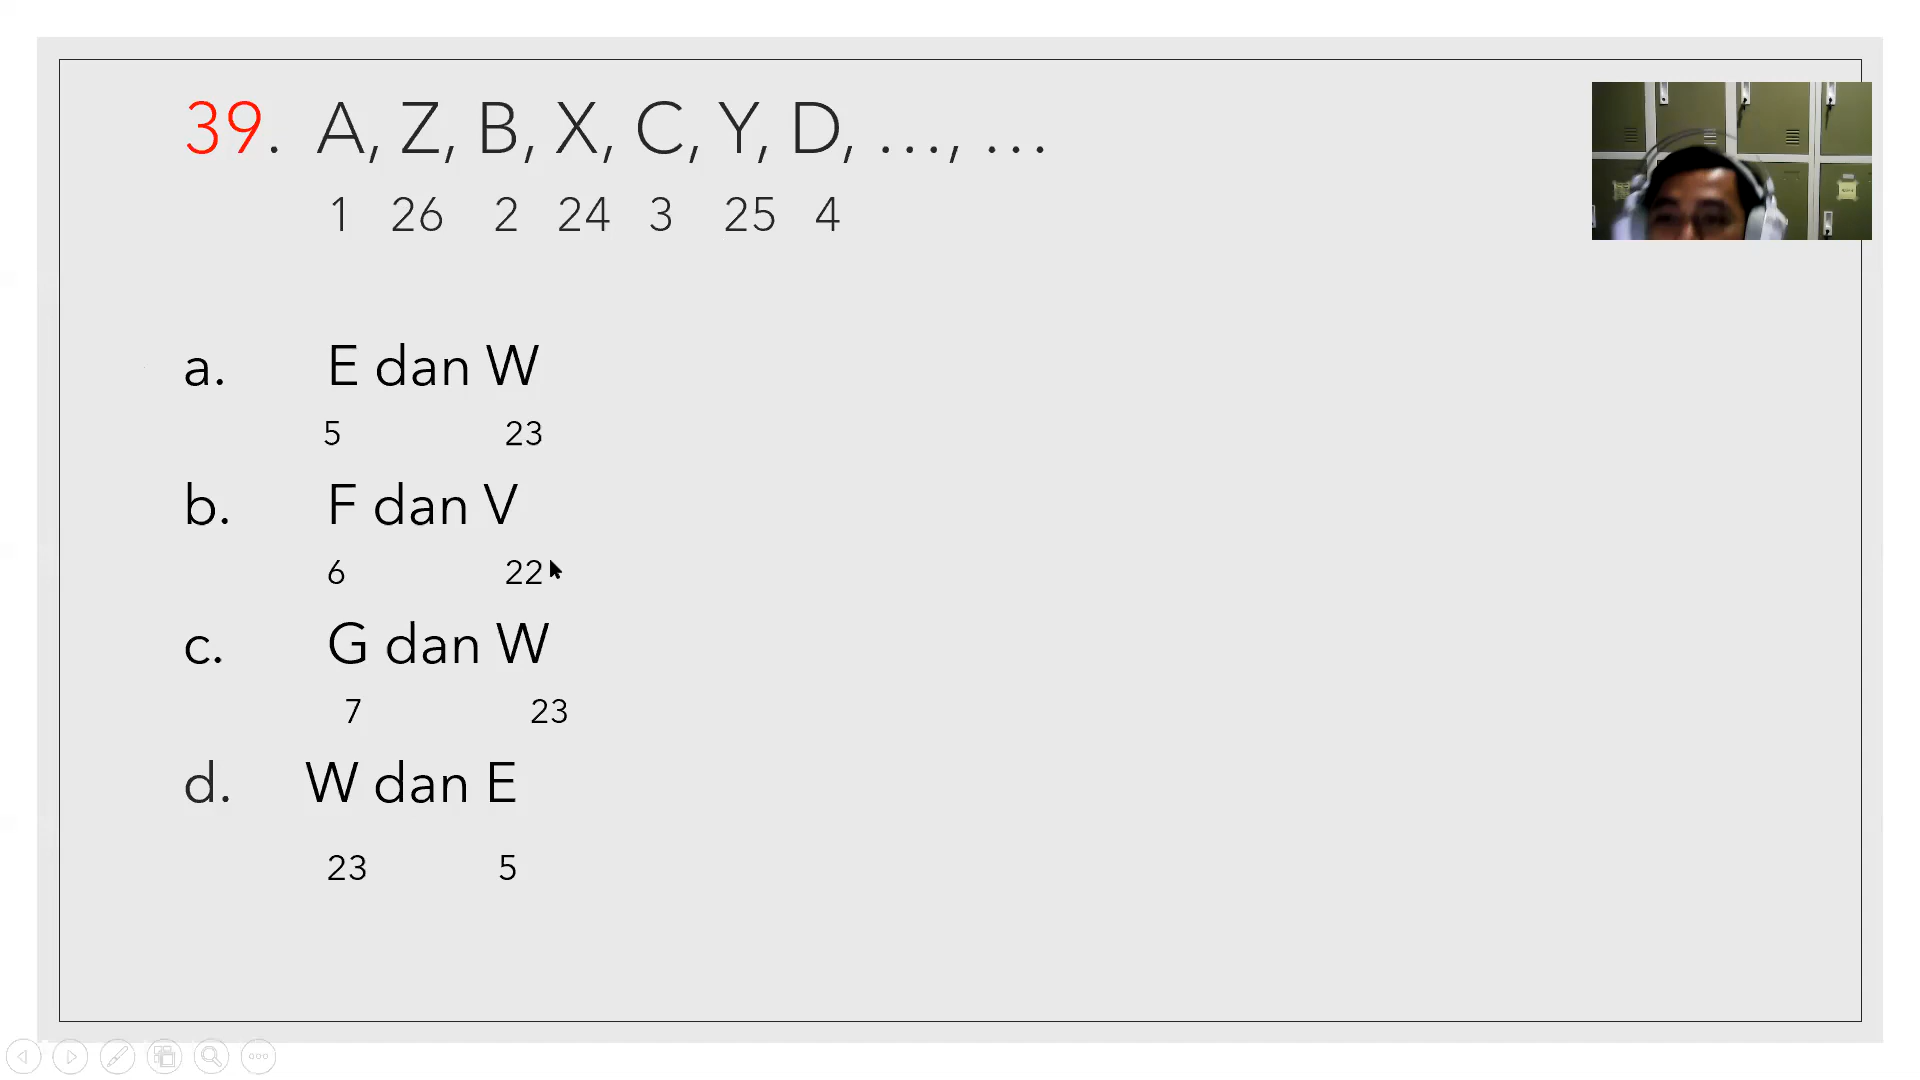 39. A, Z, B, X, C, Y, D, ..., ...
1 26 2 24 3 25 4
a. E dan W
5 23
b. F dan V
6 22
c. G dan W
7 23
d. W dan E
23 5